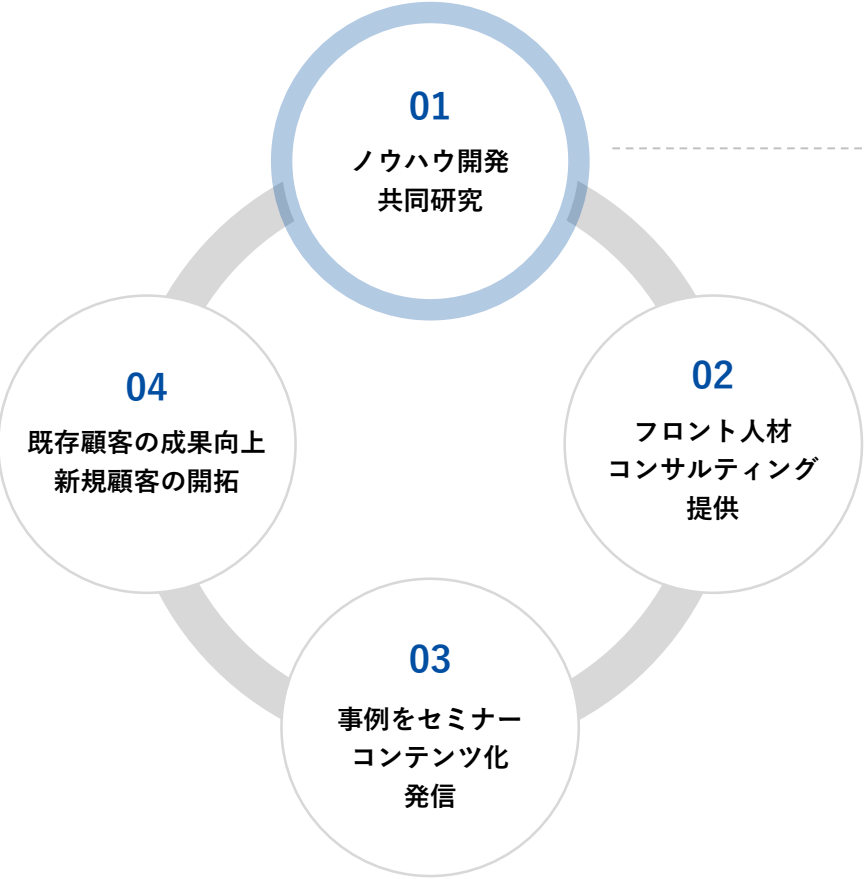 01
ノウハウ開発
共同研究
02
フロント人材
コンサルティング
提供
03
事例をセミナー
コンテンツ化
発信
04
既存顧客の成果向上
新規顧客の開拓